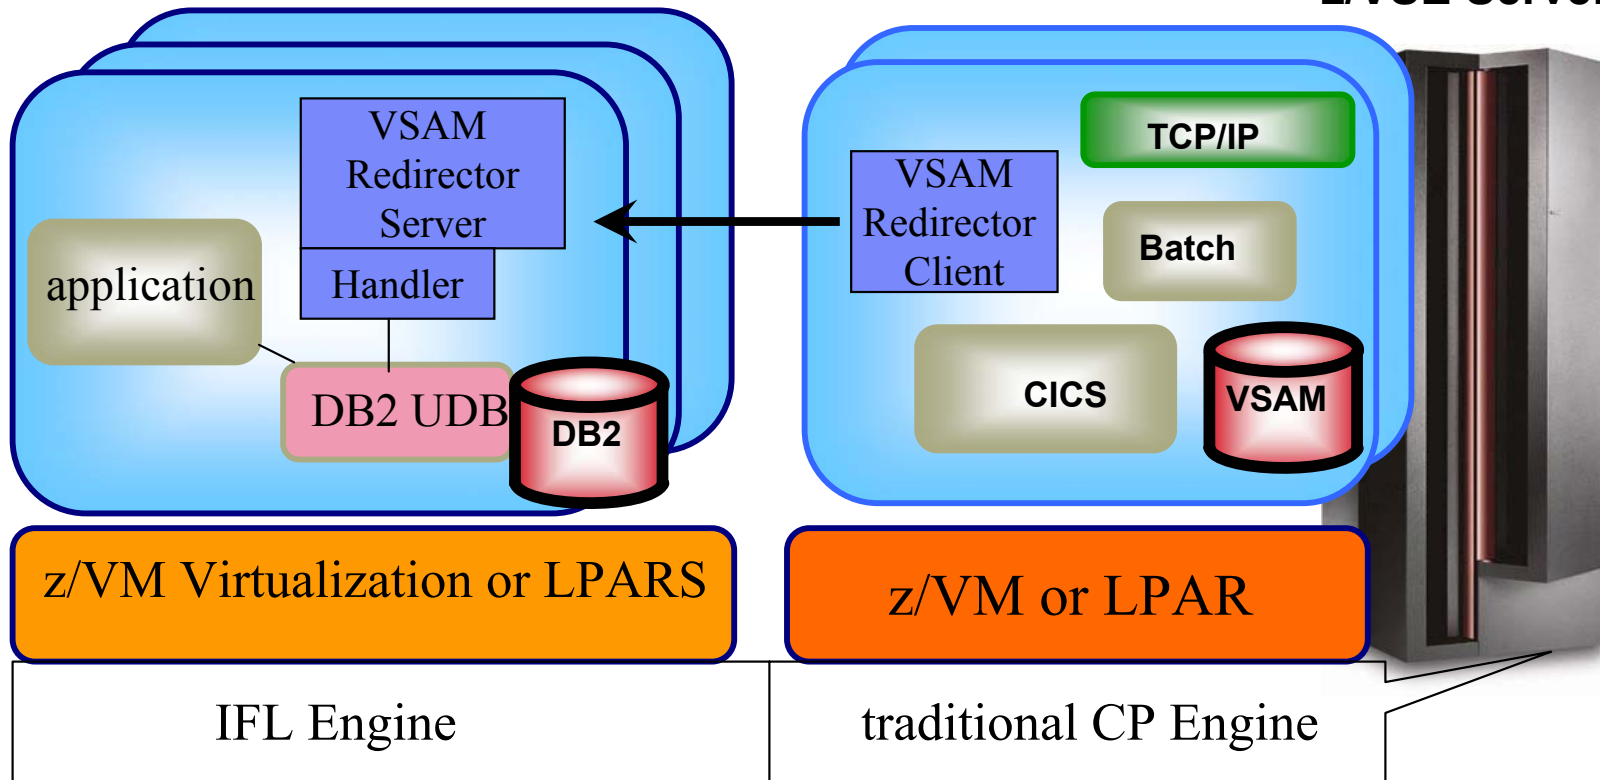 VSAM
Redirector
Server
Handler
application
DB2 UDB
DB2
TCP/IP
VSAM
Redirector
Client
Batch
CICS
VSAM
z/VM Virtualization or LPARS
z/VM or LPAR
IFL Engine
traditional CP Engine